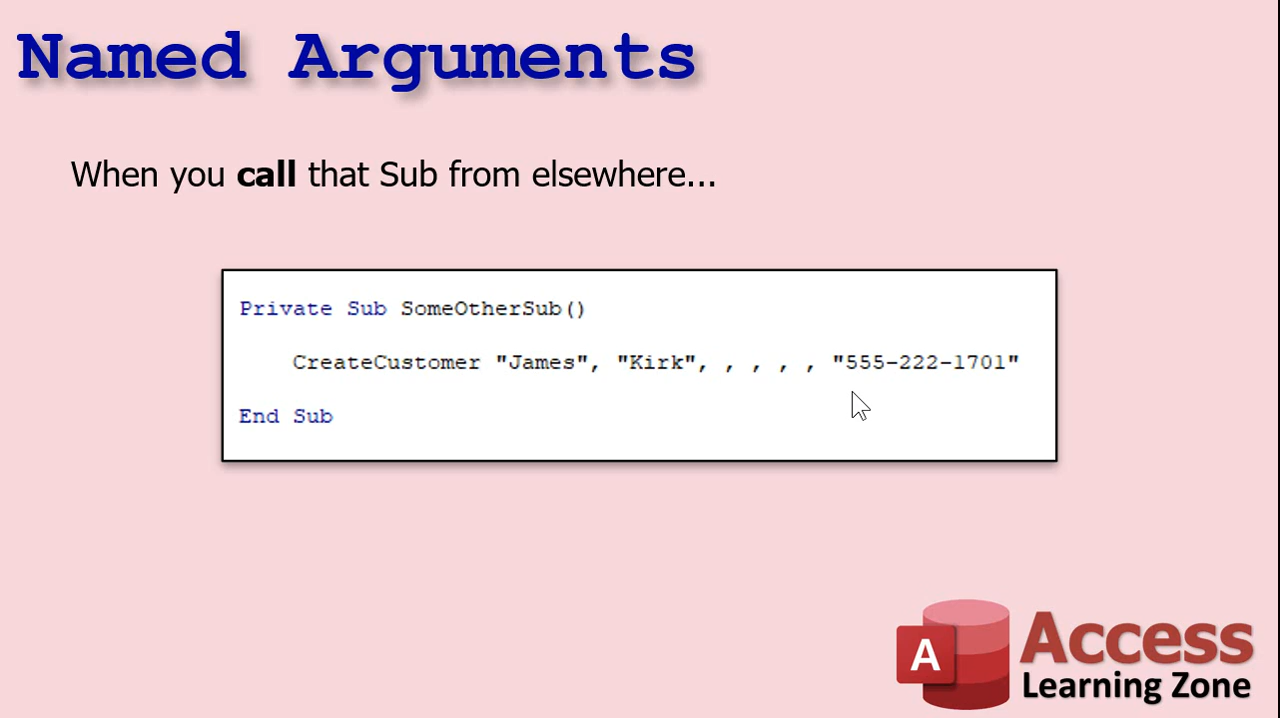 Named Arguments
When you call that Sub from elsewhere...
Private Sub SomeOtherSub()
CreateCustomer "James", "Kirk", , , , , "555-222-1701"
End Sub
A
Access
Learning Zone